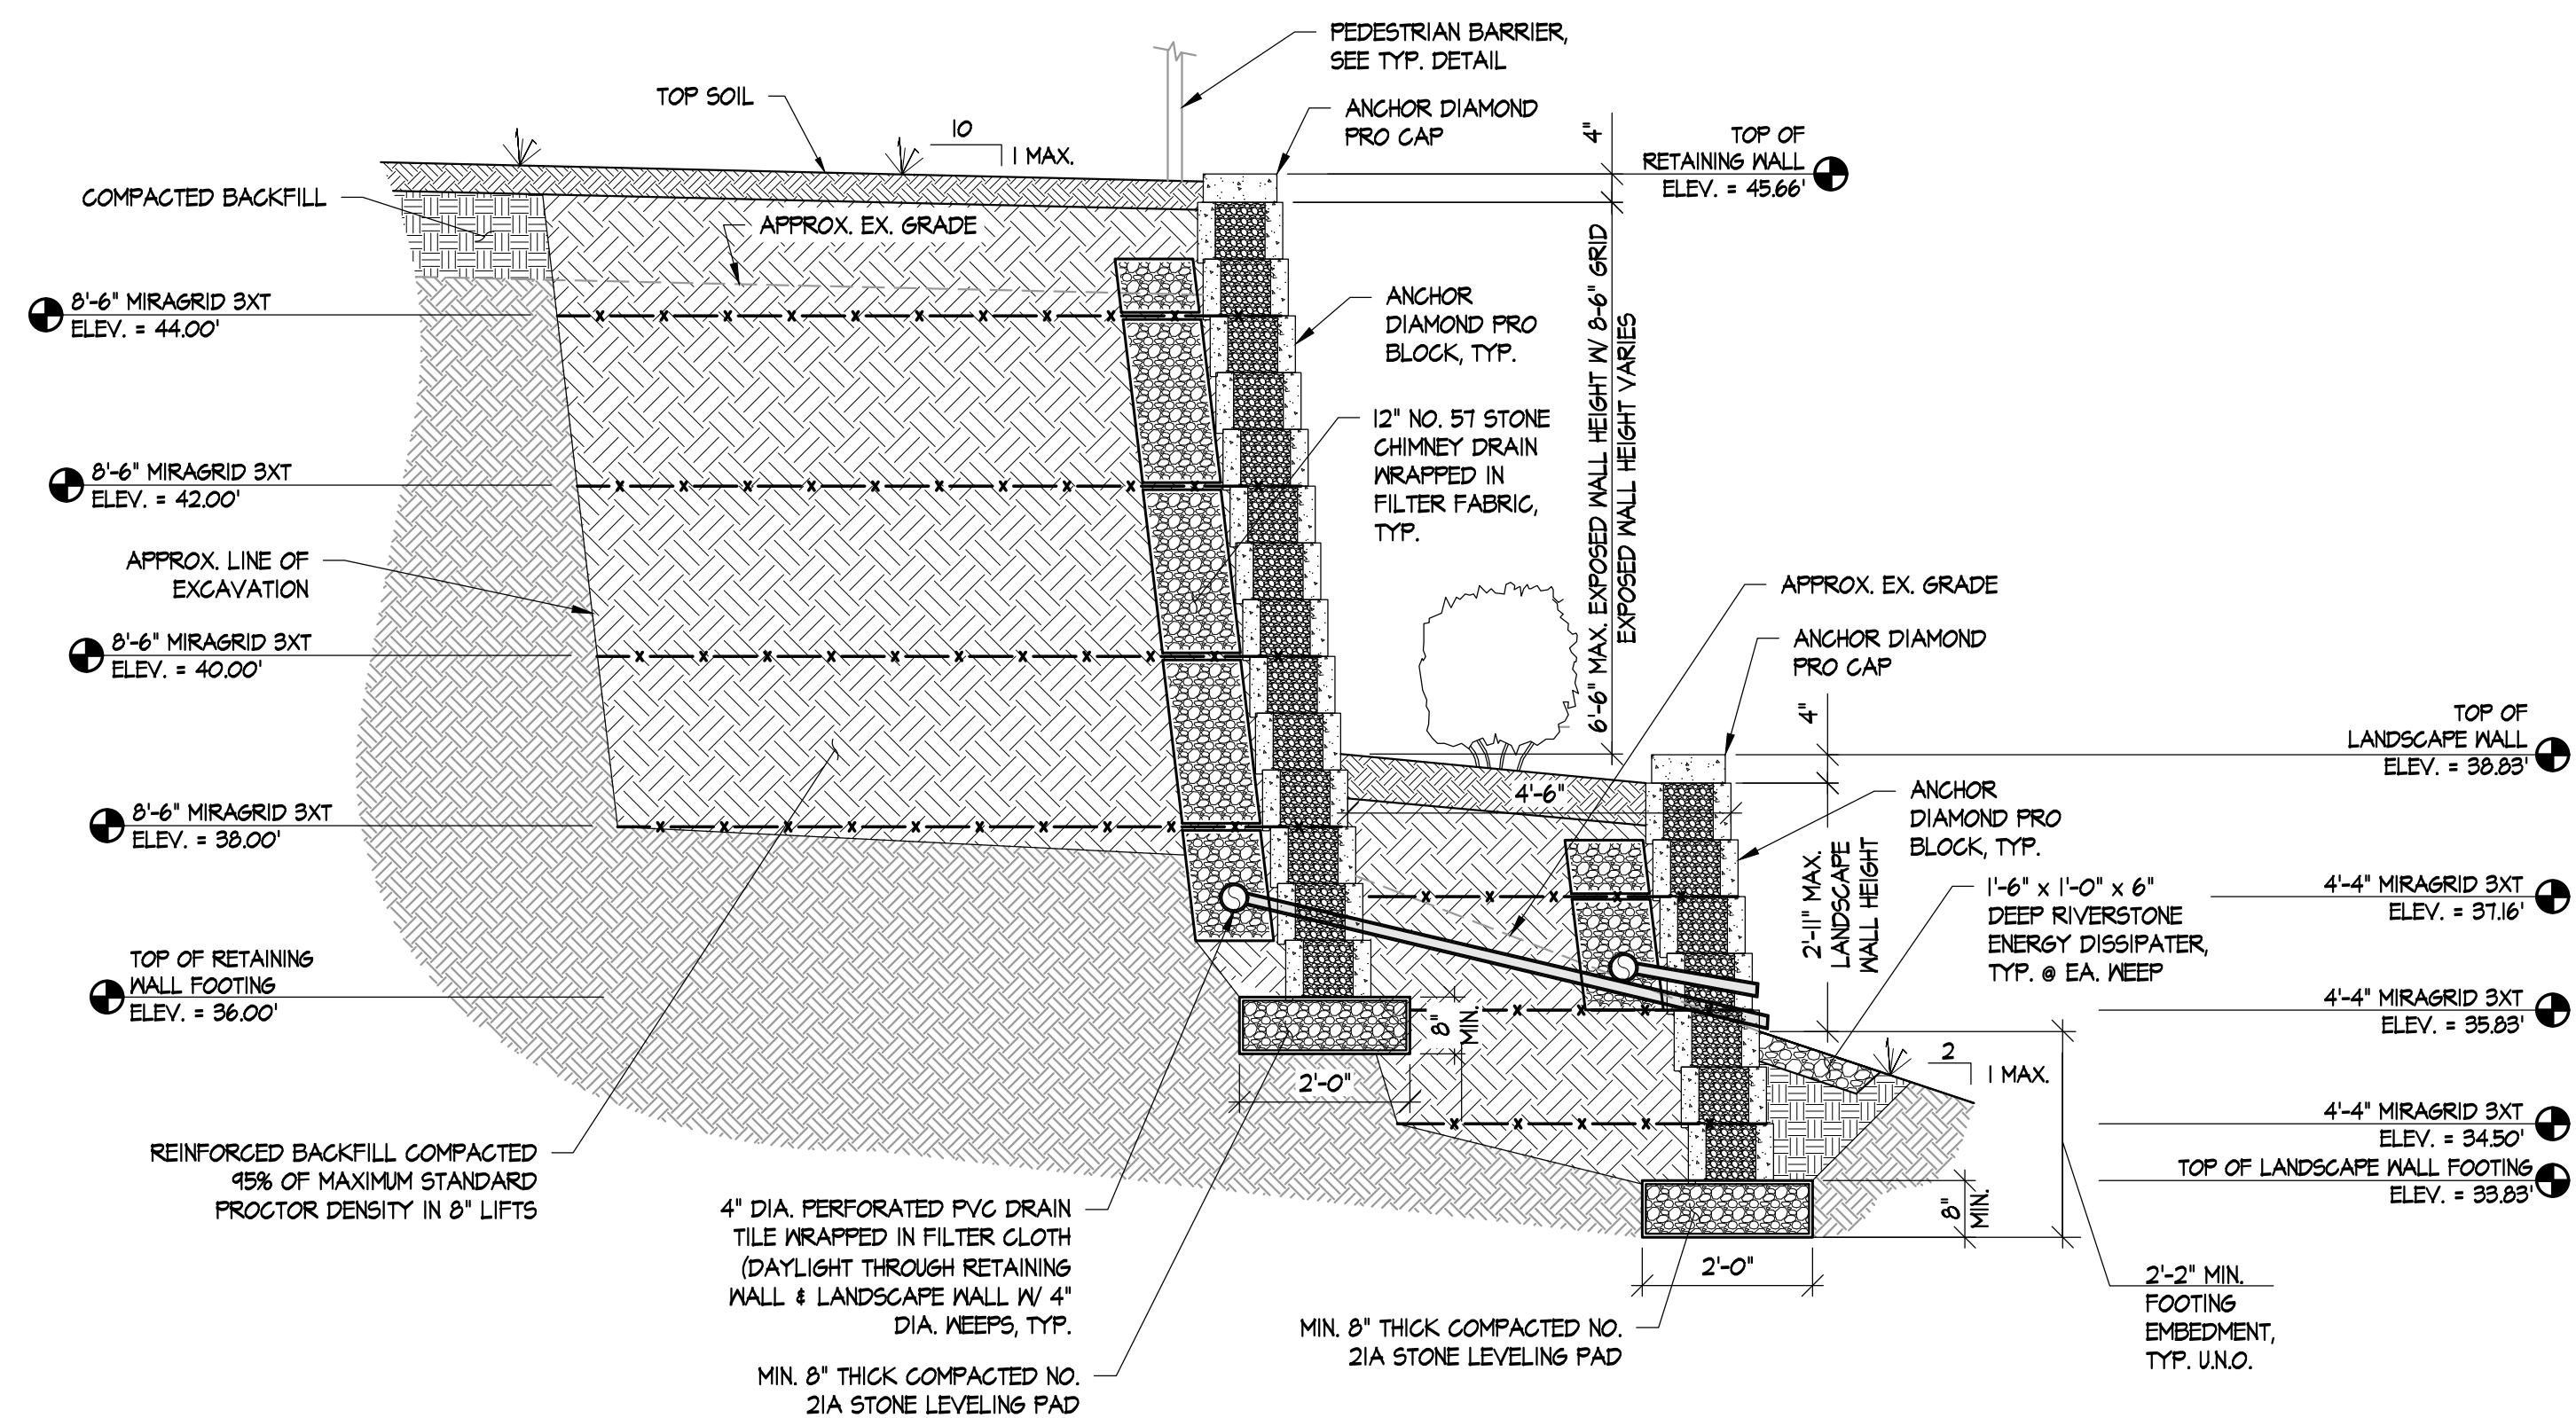 PEDESTRIAN BARRIER,
SEE TYP. DETAIL
TOP SOIL
ANCHOR DIAMOND
PRO CAP
10
1 MAX.
4"
TOP OF
RETAINING WALL
ELEV. = 45.66'
COMPACTED BACKFILL
APPROX. EX. GRADE
8'-6" MIRAGRID 3XT
ELEV. = 44.00'
ANCHOR
DIAMOND PRO
BLOCK, TYP.
6'-6" MAX. EXPOSED WALL HEIGHT W/ 8-6" GRID
EXPOSED WALL HEIGHT VARIES
12" NO. 57 STONE
CHIMNEY DRAIN
WRAPPED IN
FILTER FABRIC,
TYP.
8'-6" MIRAGRID 3XT
ELEV. = 42.00'
APPROX. LINE OF
EXCAVATION
APPROX. EX. GRADE
8'-6" MIRAGRID 3XT
ELEV. = 40.00'
ANCHOR DIAMOND
PRO CAP
4"
TOP OF
LANDSCAPE WALL
ELEV. = 38.83'
4'-6"
ANCHOR
DIAMOND PRO
BLOCK, TYP.
8'-6" MIRAGRID 3XT
ELEV. = 38.00'
2'-11" MAX.
LANDSCAPE
WALL HEIGHT
1'-6" x 1'-0" x 6"
DEEP RIVERSTONE
ENERGY DISSIPATER,
TYP. @ EA. WEEP
4'-4" MIRAGRID 3XT
ELEV. = 37.16'
TOP OF RETAINING
WALL FOOTING
ELEV. = 36.00'
8"
MIN.
4'-4" MIRAGRID 3XT
ELEV. = 35.83'
2
1 MAX.
2'-0"
4'-4" MIRAGRID 3XT
ELEV. = 34.50'
TOP OF LANDSCAPE WALL FOOTING
ELEV. = 33.83'
REINFORCED BACKFILL COMPACTED
95% OF MAXIMUM STANDARD
PROCTOR DENSITY IN 8" LIFTS
4" DIA. PERFORATED PVC DRAIN
TILE WRAPPED IN FILTER CLOTH
(DAYLIGHT THROUGH RETAINING
WALL & LANDSCAPE WALL W/ 4"
DIA. WEEPS, TYP.
8"
MIN.
2'-0"
2'-2" MIN.
FOOTING
EMBEDMENT,
TYP. U.N.O.
MIN. 8" THICK COMPACTED NO.
21A STONE LEVELING PAD
MIN. 8" THICK COMPACTED NO.
21A STONE LEVELING PAD